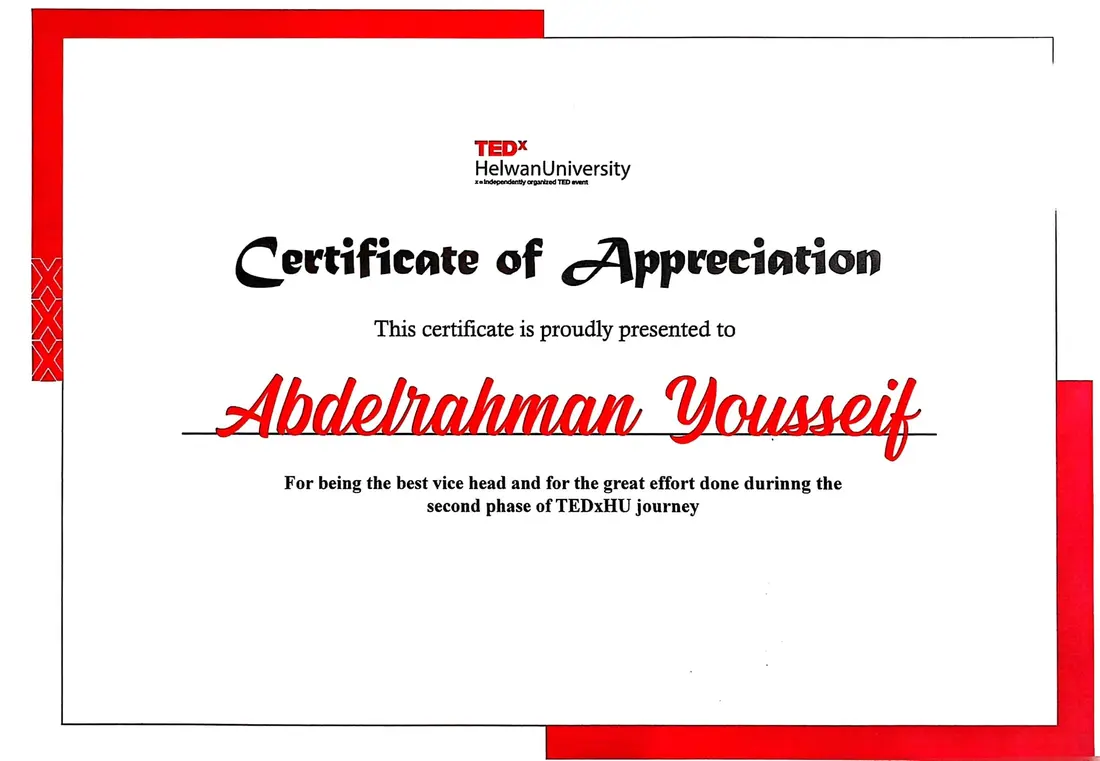 TEDx
HelwanUniversity
x = independently organized TED event
Certificate of Appreciation
This certificate is proudly presented to
Abdelrahman Yousseif
For being the best vice head and for the great effort done durinng the
second phase of TEDxHU journey